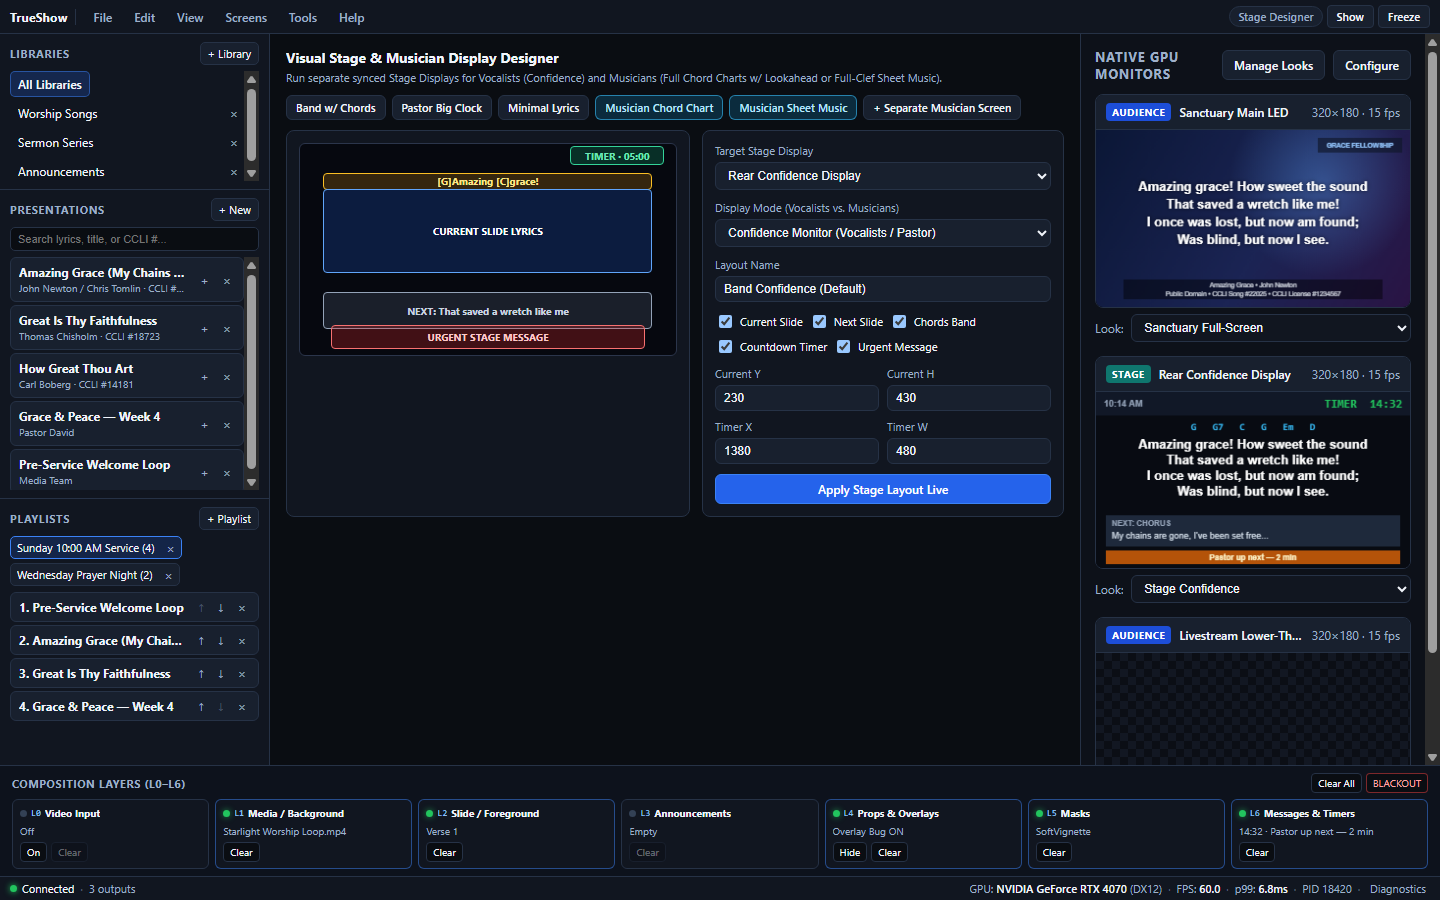 TrueShow File Edit View Screens Tools Help Stage Designer Show Freeze
LIBRARIES + Library
All Libraries
Worship Songs ×
Sermon Series ×
Announcements ×
PRESENTATIONS + New
Search lyrics, title, or CCLI #...
Amazing Grace (My Chains ... + ×
John Newton / Chris Tomlin · CCLI #...
Great Is Thy Faithfulness + ×
Thomas Chisholm · CCLI #18723
How Great Thou Art + ×
Carl Boberg · CCLI #14181
Grace & Peace — Week 4 + ×
Pastor David
Pre-Service Welcome Loop + ×
Media Team
PLAYLISTS + Playlist
Sunday 10:00 AM Service (4) ×
Wednesday Prayer Night (2) ×
1. Pre-Service Welcome Loop ↑ ↓ ×
2. Amazing Grace (My Chai... ↑ ↓ ×
3. Great Is Thy Faithfulness ↑ ↓ ×
4. Grace & Peace — Week 4 ↑ ↓ ×
Visual Stage & Musician Display Designer
Run separate synced Stage Displays for Vocalists (Confidence) and Musicians (Full Chord Charts w/ Lookahead or Full-Clef Sheet Music).
Band w/ Chords Pastor Big Clock Minimal Lyrics Musician Chord Chart Musician Sheet Music + Separate Musician Screen
TIMER · 05:00
[G]Amazing [C]grace!
CURRENT SLIDE LYRICS
NEXT: That saved a wretch like me
URGENT STAGE MESSAGE
Target Stage Display
Rear Confidence Display
Display Mode (Vocalists vs. Musicians)
Confidence Monitor (Vocalists / Pastor)
Layout Name
Band Confidence (Default)
Current Slide Next Slide Chords Band
Countdown Timer Urgent Message
Current Y Current H
230 430
Timer X Timer W
1380 480
Apply Stage Layout Live
NATIVE GPU
MONITORS
Manage Looks Configure
AUDIENCE Sanctuary Main LED 320×180 · 15 fps
GRACE FELLOWSHIP
Amazing grace! How sweet the sound
That saved a wretch like me!
I once was lost, but now am found;
Was blind, but now I see.
Amazing Grace • John Newton
Public Domain • CCLI Song #22025 • CCLI License #1234567
Look: Sanctuary Full-Screen
STAGE Rear Confidence Display 320×180 · 15 fps
10:14 AM TIMER 14:32
G G7 C G Em D
Amazing grace! How sweet the sound
That saved a wretch like me!
I once was lost, but now am found;
Was blind, but now I see.
NEXT: CHORUS
My chains are gone, I've been set free...
Pastor up next — 2 min
Look: Stage Confidence
AUDIENCE Livestream Lower-Th... 320×180 · 15 fps
COMPOSITION LAYERS (L0–L6) Clear All BLACKOUT
L0 Video Input
Off
On Clear
L1 Media / Background
Starlight Worship Loop.mp4
Clear
L2 Slide / Foreground
Verse 1
Clear
L3 Announcements
Empty
Clear
L4 Props & Overlays
Overlay Bug ON
Hide Clear
L5 Masks
SoftVignette
Clear
L6 Messages & Timers
14:32 · Pastor up next — 2 min
Clear
Connected · 3 outputs GPU: NVIDIA GeForce RTX 4070 (DX12) · FPS: 60.0 · p99: 6.8ms · PID 18420 · Diagnostics